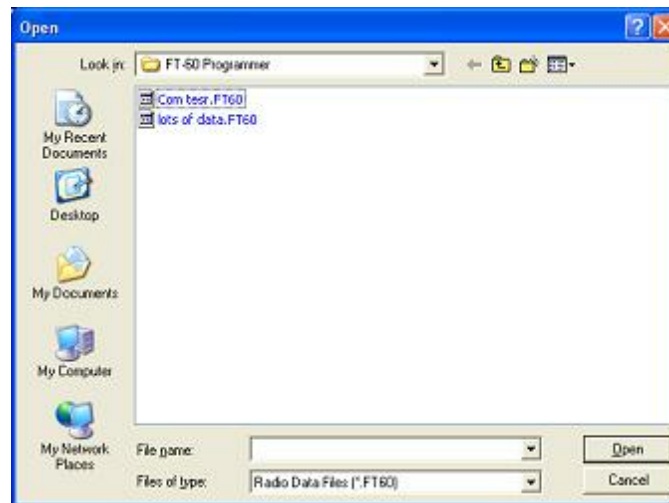 Open
Look in:
FT-60 Programmer
Com tesr.FT60
lots of data.FT60
My Recent
Documents
Desktop
My Documents
My Computer
My Network
Places
File name:
Open
Files of type:
Radio Data Files (*.FT60)
Cancel